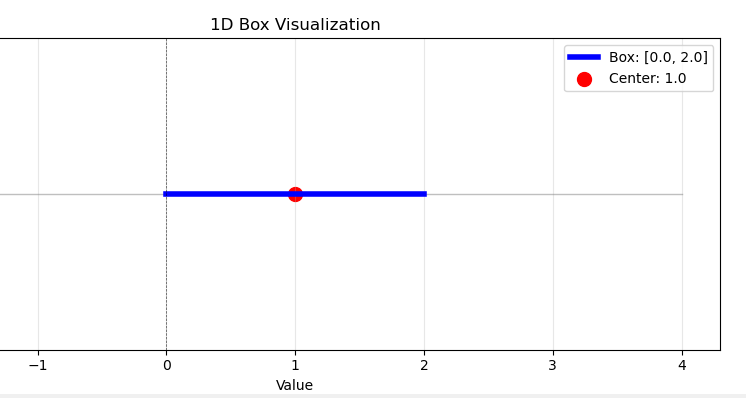 1D Box Visualization
Box: [0.0, 2.0]
Center: 1.0
−1 0 1 2 3 4
Value